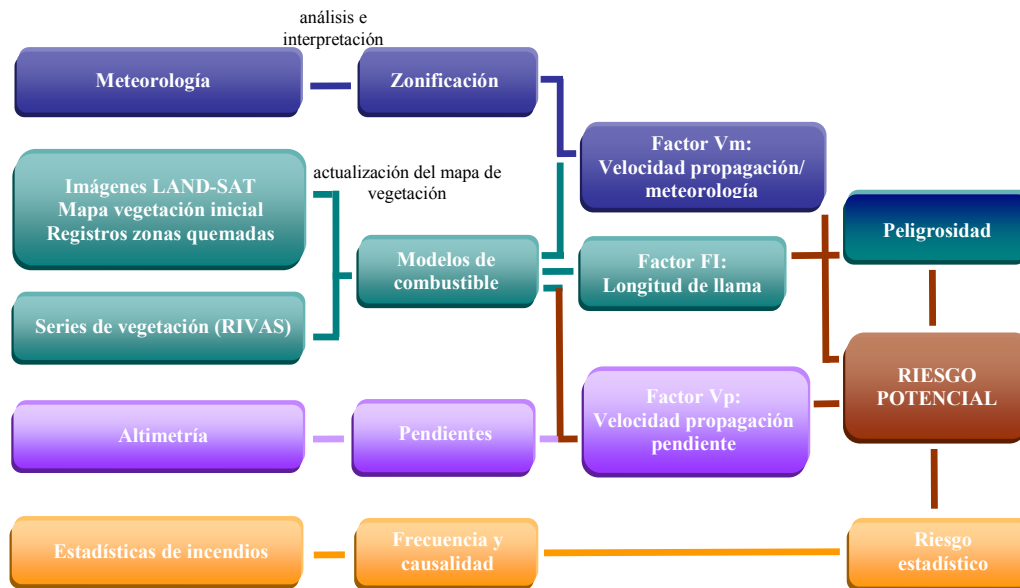 análisis e
interpretación
Meteorología
Zonificación
Factor Vm:
Velocidad propagación/
meteorología
Imágenes LAND-SAT
Mapa vegetación inicial
Registros zonas quemadas
actualización del mapa de
vegetación
Modelos de
combustible
Factor FI:
Longitud de llama
Peligrosidad
Series de vegetación (RIVAS)
RIESGO
POTENCIAL
Altimetría
Pendientes
Factor Vp:
Velocidad propagación
pendiente
Estadísticas de incendios
Frecuencia y
causalidad
Riesgo
estadístico